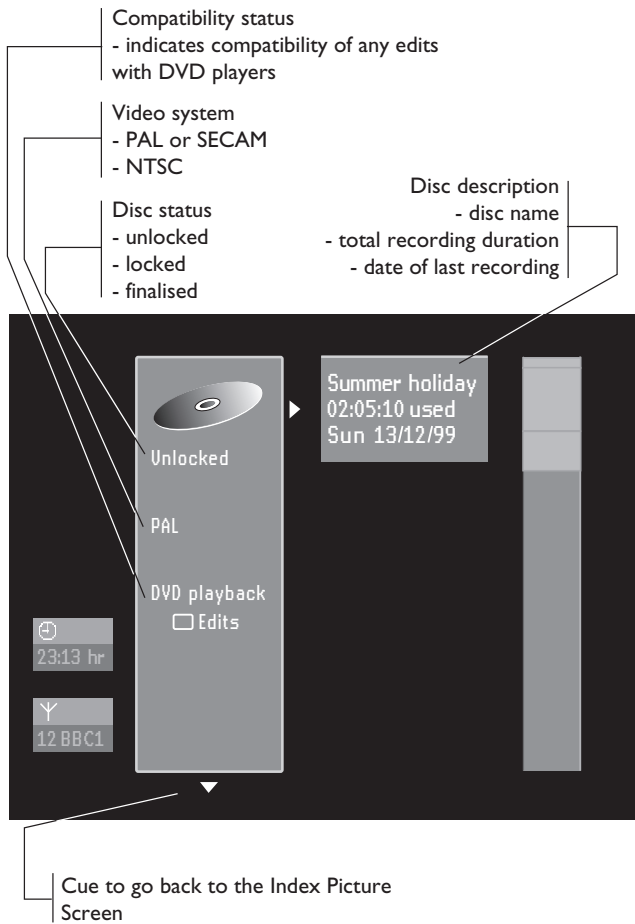 Compatibility status
- indicates compatibility of any edits
with DVD players
Video system
- PAL or SECAM
- NTSC
Disc status
- unlocked
- locked
- finalised
Disc description
- disc name
- total recording duration
- date of last recording
Summer holiday
02:05:10 used
Sun 13/12/99
Unlocked
PAL
DVD playback
Edits
23:13 hr
12 BBC1
Cue to go back to the Index Picture
Screen